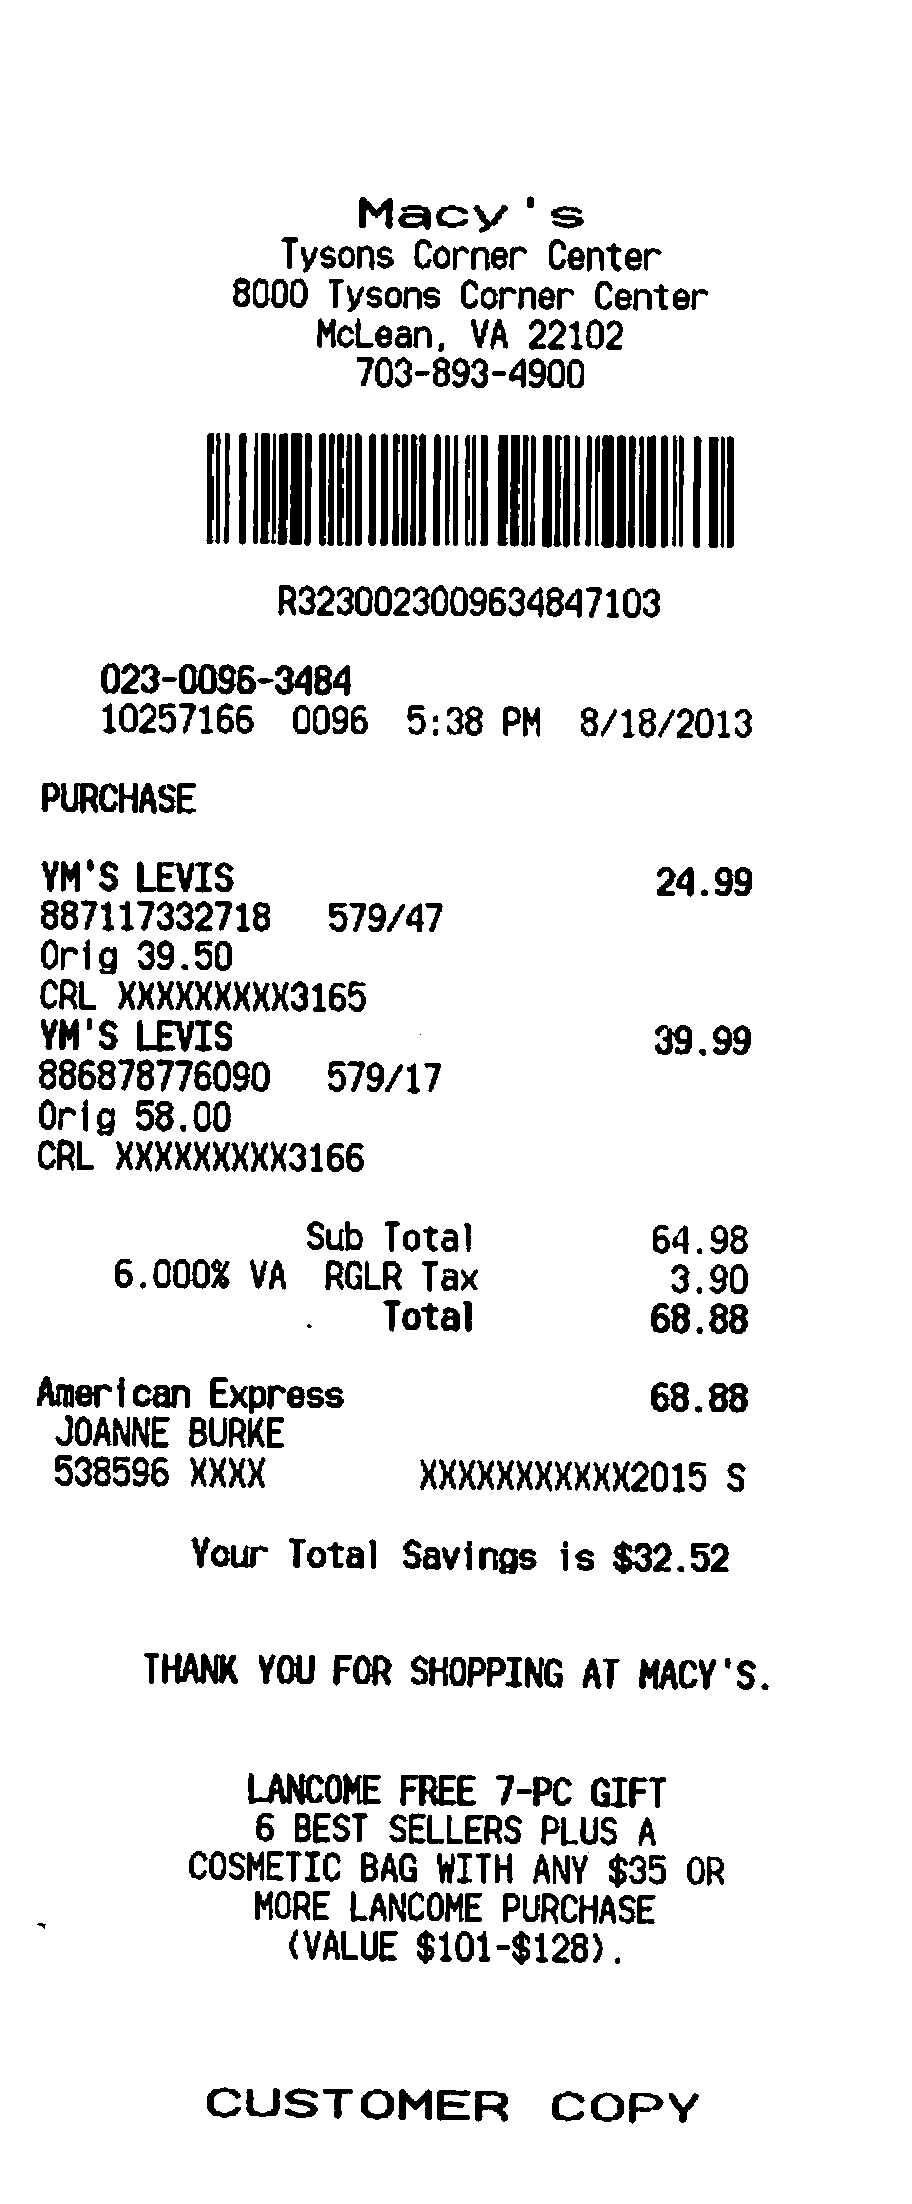 Macy's
Tysons Corner Center
8000 Tysons Corner Center
McLean, VA 22102
703-893-4900
R3230023009634847103
023-0096-3484
10257166 0096 5:38 PM 8/18/2013
PURCHASE
YM'S LEVIS 24.99
887117332718 579/47
Orig 39.50
CRL XXXXXXXXX3165
YM'S LEVIS 39.99
886878776090 579/17
Orig 58.00
CRL XXXXXXXXX3166
Sub Total 64.98
6.000% VA RGLR Tax 3.90
Total 68.88
American Express 68.88
JOANNE BURKE
538596 XXXX XXXXXXXXXXX2015 S
Your Total Savings is $32.52
THANK YOU FOR SHOPPING AT MACY'S.
LANCOME FREE 7-PC GIFT
6 BEST SELLERS PLUS A
COSMETIC BAG WITH ANY $35 OR
MORE LANCOME PURCHASE
(VALUE $101-$128).
CUSTOMER COPY